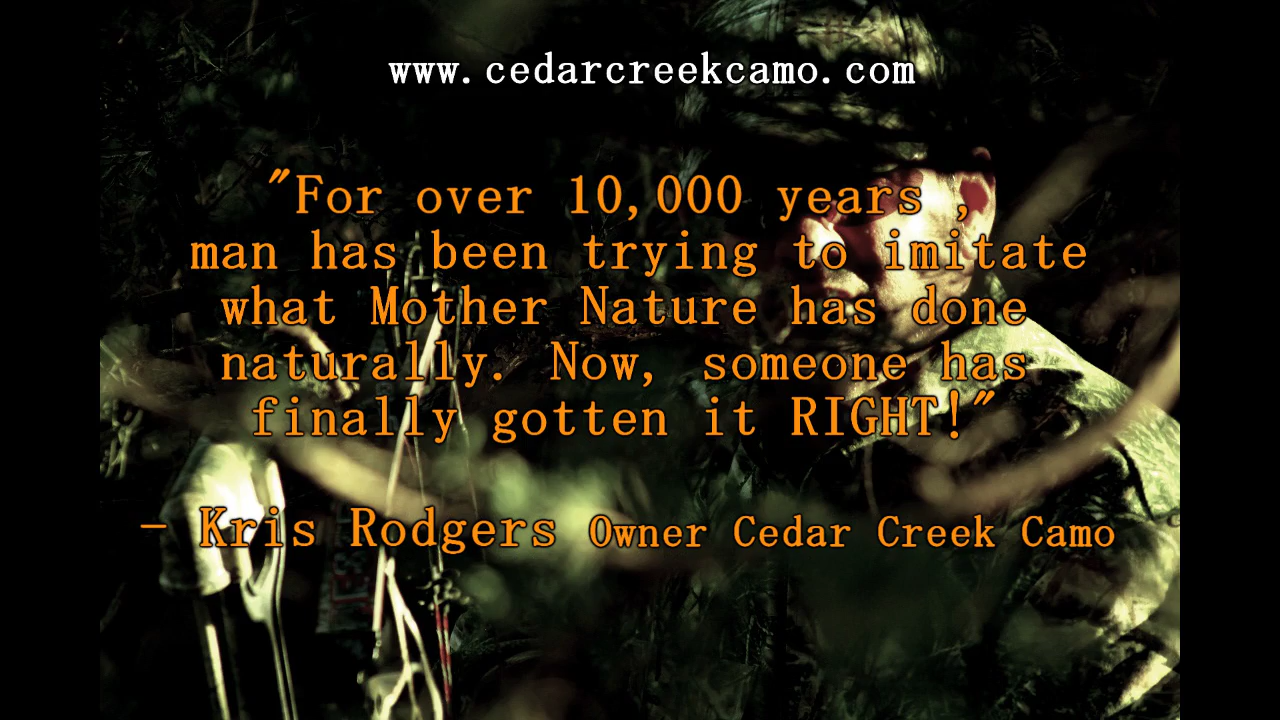 www.cedarcreekcamo.com
"For over 10,000 years,
man has been trying to imitate
what Mother Nature has done
naturally. Now, someone has
finally gotten it RIGHT!"
- Kris Rodgers Owner Cedar Creek Camo